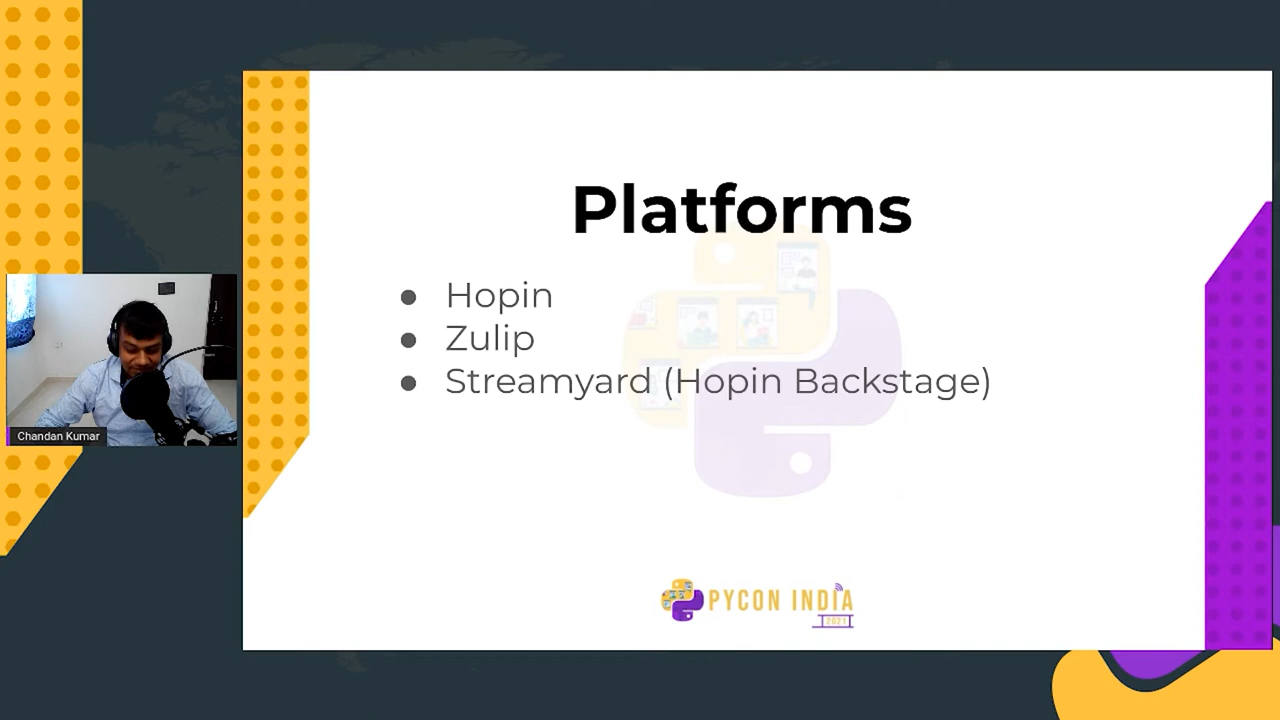 Platforms
● Hopin
● Zulip
● Streamyard (Hopin Backstage)
Chandan Kumar
PYCON INDIA
2021